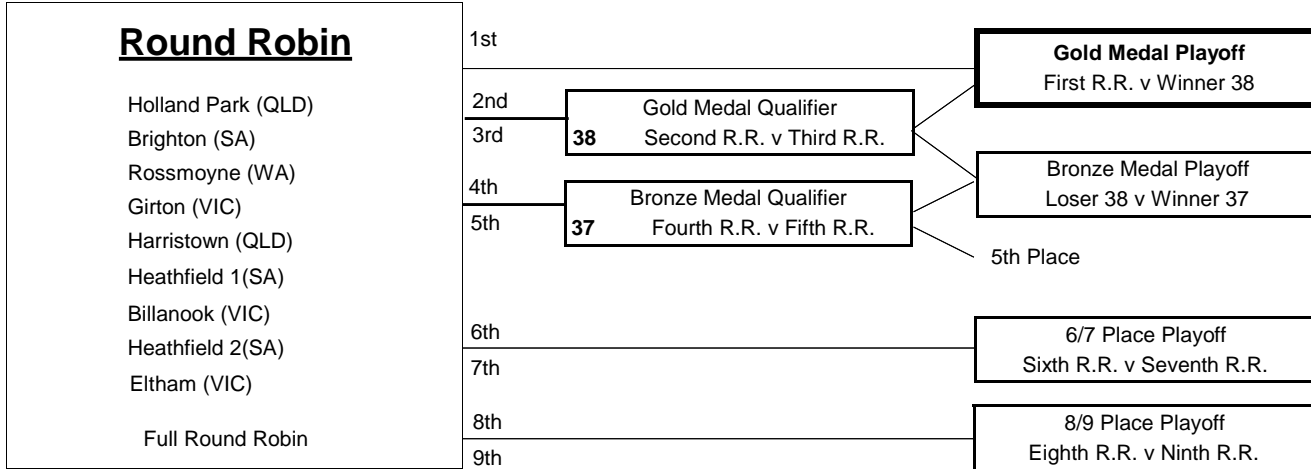 Round Robin
Holland Park (QLD)
Brighton (SA)
Rossmoyne (WA)
Girton (VIC)
Harristown (QLD)
Heathfield 1(SA)
Billanook (VIC)
Heathfield 2(SA)
Eltham (VIC)
Full Round Robin
1st
2nd
3rd
4th
5th
6th
7th
8th
9th
Gold Medal Qualifier
38 Second R.R. v Third R.R.
Bronze Medal Qualifier
37 Fourth R.R. v Fifth R.R.
Gold Medal Playoff
First R.R. v Winner 38
Bronze Medal Playoff
Loser 38 v Winner 37
5th Place
6/7 Place Playoff
Sixth R.R. v Seventh R.R.
8/9 Place Playoff
Eighth R.R. v Ninth R.R.